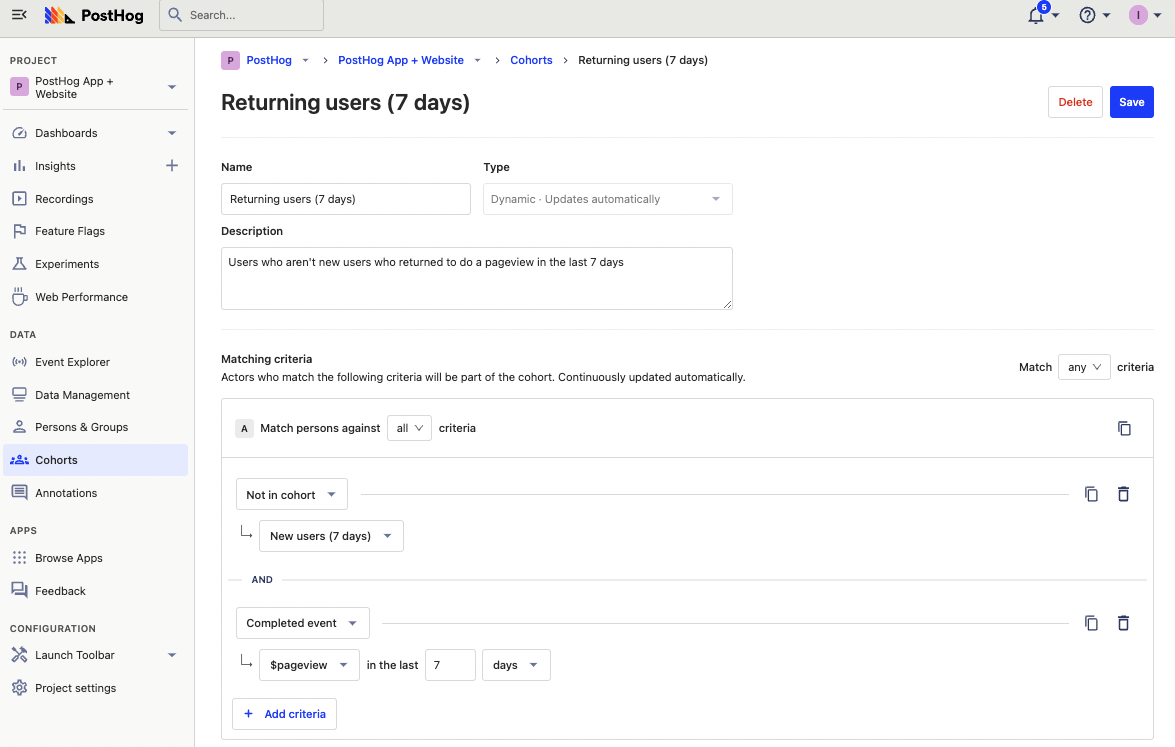 PostHog
Search...
5
I
PROJECT
P
PostHog App +
Website
Dashboards
Insights
Recordings
Feature Flags
Experiments
Web Performance
DATA
Event Explorer
Data Management
Persons & Groups
Cohorts
Annotations
APPS
Browse Apps
Feedback
CONFIGURATION
Launch Toolbar
Project settings
P PostHog > PostHog App + Website > Cohorts > Returning users (7 days)
Returning users (7 days)
Delete Save
Name Type
Returning users (7 days) Dynamic · Updates automatically
Description
Users who aren't new users who returned to do a pageview in the last 7 days
Matching criteria
Actors who match the following criteria will be part of the cohort. Continuously updated automatically.
Match any criteria
A Match persons against all criteria
Not in cohort
New users (7 days)
AND
Completed event
$pageview in the last 7 days
+ Add criteria